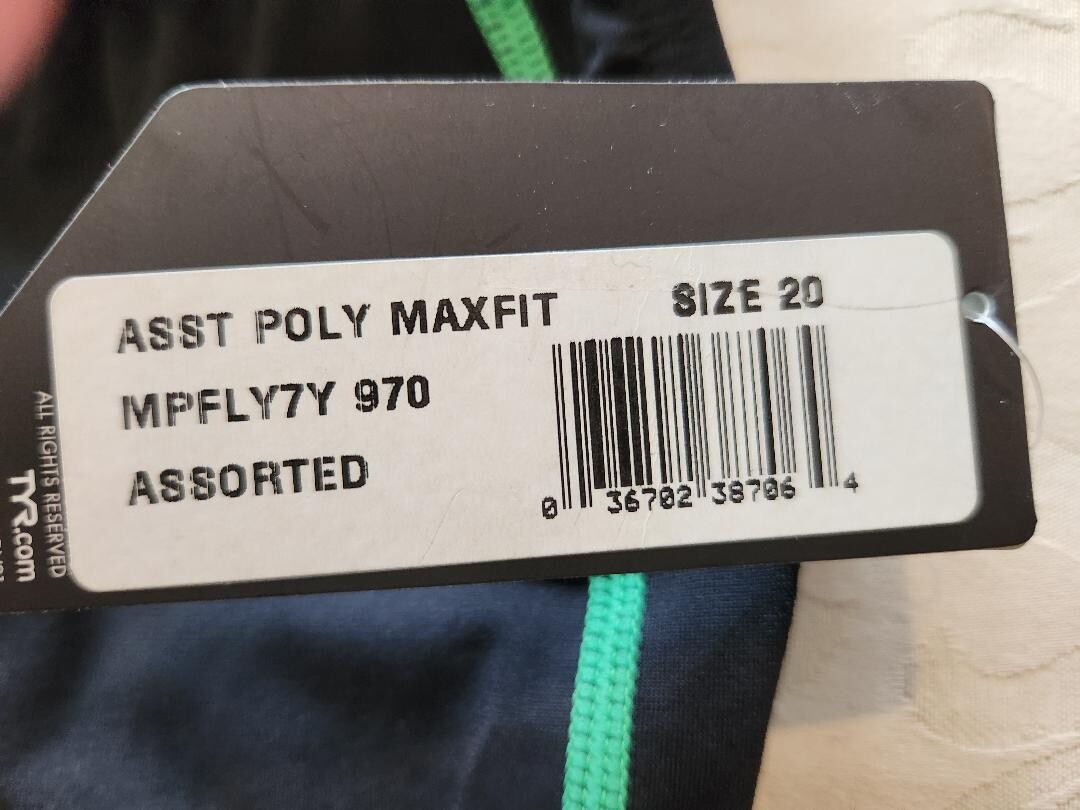 ASST POLY MAXFIT SIZE 20
MPFLY7Y 970
ASSORTED
0 36702 38706 4
ALL RIGHTS RESERVED
TYR.com